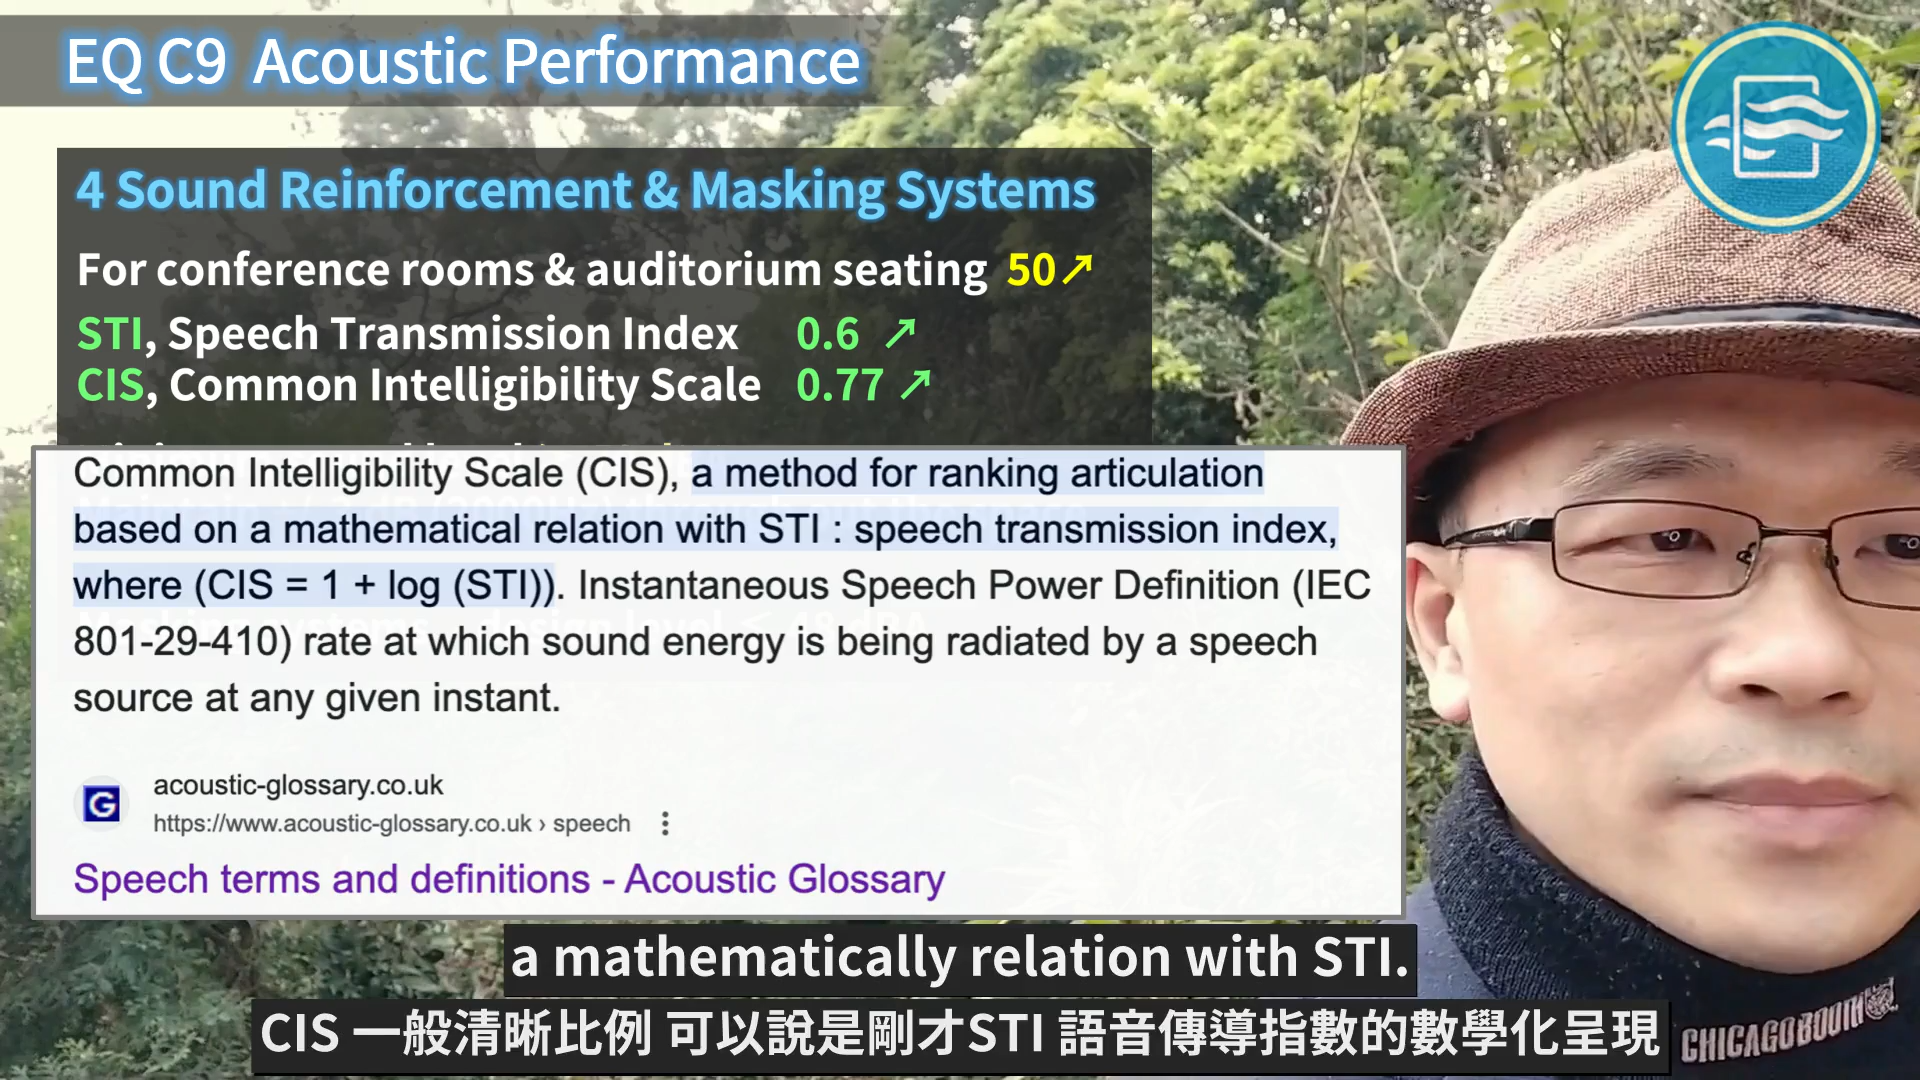 EQ C9 Acoustic Performance
4 Sound Reinforcement & Masking Systems
For conference rooms & auditorium seating 50↗
STI, Speech Transmission Index 0.6 ↗
CIS, Common Intelligibility Scale 0.77 ↗
Common Intelligibility Scale (CIS), a method for ranking articulation
based on a mathematical relation with STI : speech transmission index,
where (CIS = 1 + log (STI)). Instantaneous Speech Power Definition (IEC
801-29-410) rate at which sound energy is being radiated by a speech
source at any given instant.
G
acoustic-glossary.co.uk
https://www.acoustic-glossary.co.uk › speech
Speech terms and definitions - Acoustic Glossary
a mathematically relation with STI.
CIS 一般清晰比例 可以說是剛才STI 語音傳導指數的數學化呈現
CHICAGOBOUTH